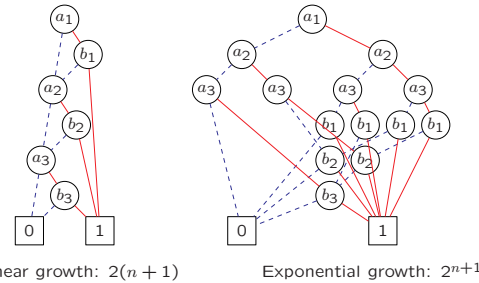 a1 a1
b1 a2 a2
a2 a3 a3 a3 a3
b2 b1 b1 b1 b1
a3 b2 b2
b3 b3
0 1 0 1
near growth: 2(n + 1) Exponential growth: 2^{n+1}